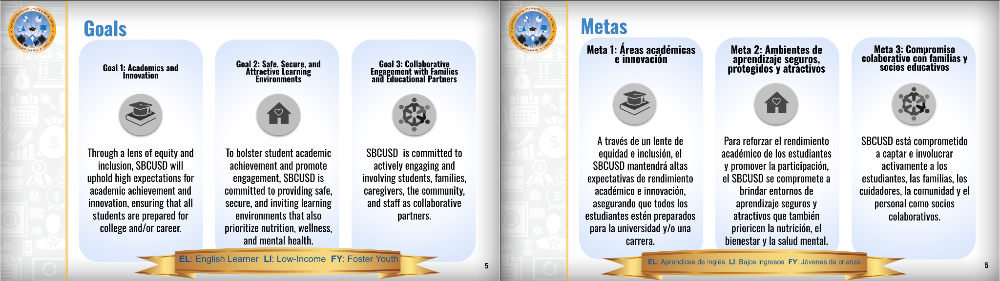 SAN BERNARDINO CITY UNIFIED SCHOOL DISTRICT
MAKING HOPE HAPPEN • SINCE 1964
Goals
Goal 1: Academics and
Innovation
Through a lens of equity and
inclusion, SBCUSD will
uphold high expectations for
academic achievement and
innovation, ensuring that all
students are prepared for
college and/or career.
Goal 2: Safe, Secure, and
Attractive Learning
Environments
To bolster student academic
achievement and promote
engagement, SBCUSD is
committed to providing safe,
secure, and inviting learning
environments that also
prioritize nutrition, wellness,
and mental health.
Goal 3: Collaborative
Engagement with Families
and Educational Partners
SBCUSD  is committed to
actively engaging and
involving students, families,
caregivers, the community,
and staff as collaborative
partners.
EL: English Learner  LI: Low-Income  FY: Foster Youth
5
SAN BERNARDINO CITY UNIFIED SCHOOL DISTRICT
MAKING HOPE HAPPEN • SINCE 1964
Metas
Meta 1: Áreas académicas
e innovación
A través de un lente de
equidad e inclusión, el
SBCUSD mantendrá altas
expectativas de rendimiento
académico e innovación,
asegurando que todos los
estudiantes estén preparados
para la universidad y/o una
carrera.
Meta 2: Ambientes de
aprendizaje seguros,
protegidos y atractivos
Para reforzar el rendimiento
académico de los estudiantes
y promover la participación,
el SBCUSD se compromete a
brindar entornos de
aprendizaje seguros y
atractivos que también
prioricen la nutrición, el
bienestar y la salud mental.
Meta 3: Compromiso
colaborativo con familias y
socios educativos
SBCUSD está comprometido
a captar e involucrar
activamente a los
estudiantes, las familias, los
cuidadores, la comunidad y el
personal como socios
colaborativos.
EL: Aprendices de inglés  LI: Bajos ingresos  FY: Jóvenes de crianza
5